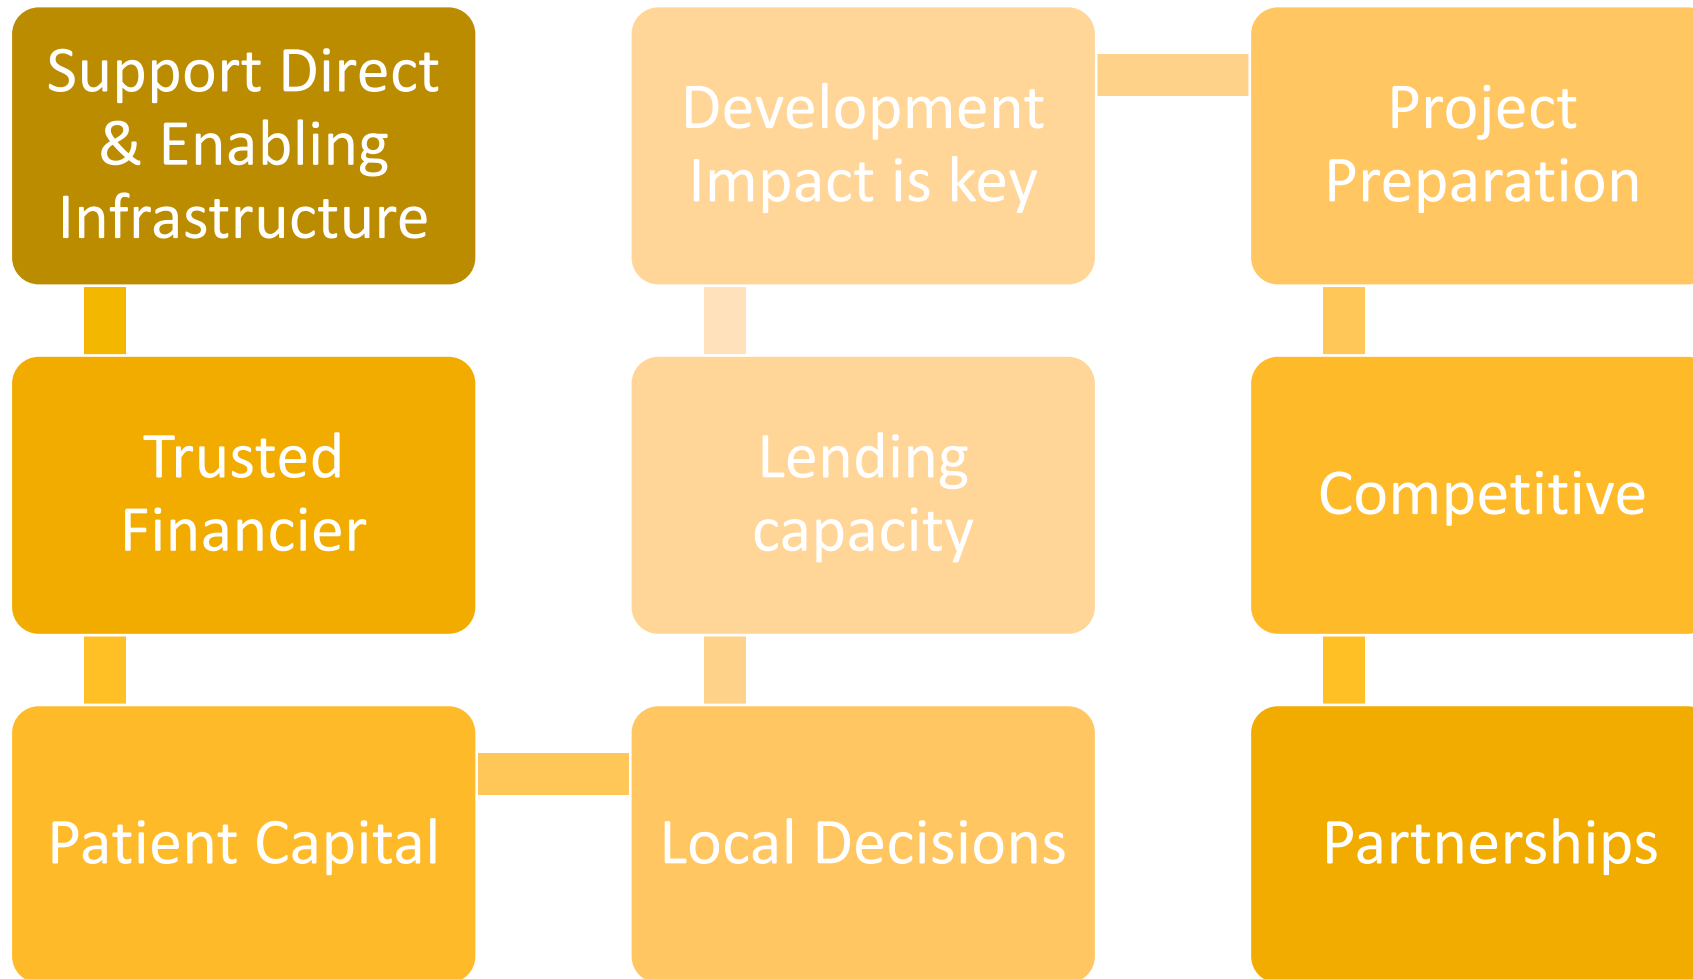 Support Direct
& Enabling
Infrastructure
Trusted
Financier
Patient Capital
Local Decisions
Lending
capacity
Development
Impact is key
Project
Preparation
Competitive
Partnerships